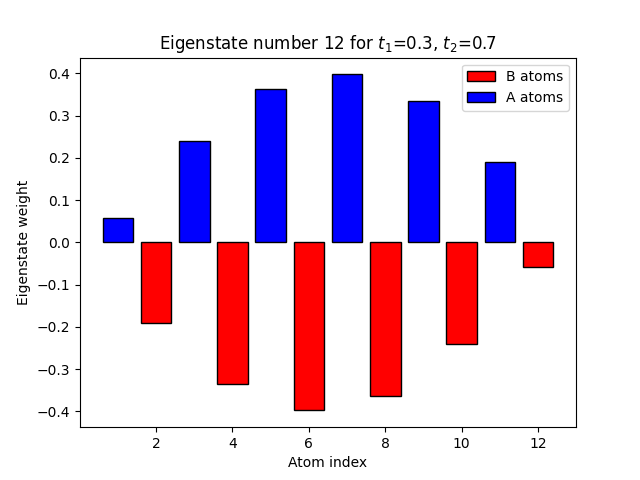 Eigenstate number 12 for t₁=0.3, t₂=0.7
B atoms
A atoms
0.4
0.3
0.2
0.1
0.0
−0.1
−0.2
−0.3
−0.4
Eigenstate weight
2 4 6 8 10 12
Atom index